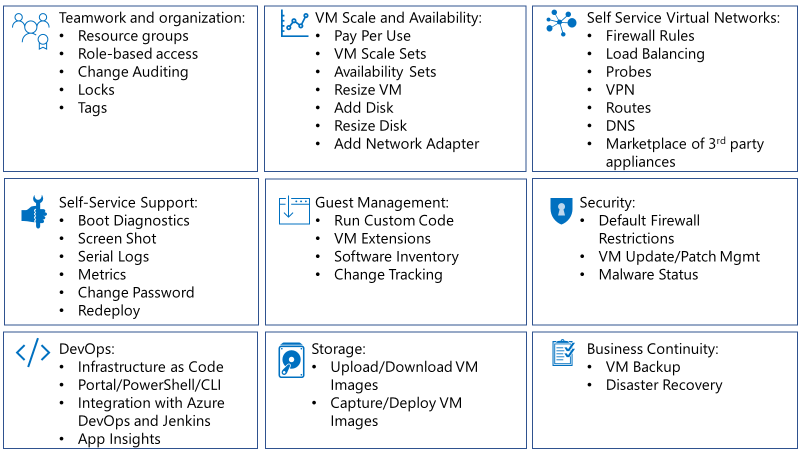 Teamwork and organization:
• Resource groups
• Role-based access
• Change Auditing
• Locks
• Tags
VM Scale and Availability:
• Pay Per Use
• VM Scale Sets
• Availability Sets
• Resize VM
• Add Disk
• Resize Disk
• Add Network Adapter
Self Service Virtual Networks:
• Firewall Rules
• Load Balancing
• Probes
• VPN
• Routes
• DNS
• Marketplace of 3rd party
appliances
Self-Service Support:
• Boot Diagnostics
• Screen Shot
• Serial Logs
• Metrics
• Change Password
• Redeploy
Guest Management:
• Run Custom Code
• VM Extensions
• Software Inventory
• Change Tracking
Security:
• Default Firewall
Restrictions
• VM Update/Patch Mgmt
• Malware Status
DevOps:
• Infrastructure as Code
• Portal/PowerShell/CLI
• Integration with Azure
DevOps and Jenkins
• App Insights
Storage:
• Upload/Download VM
Images
• Capture/Deploy VM
Images
Business Continuity:
• VM Backup
• Disaster Recovery